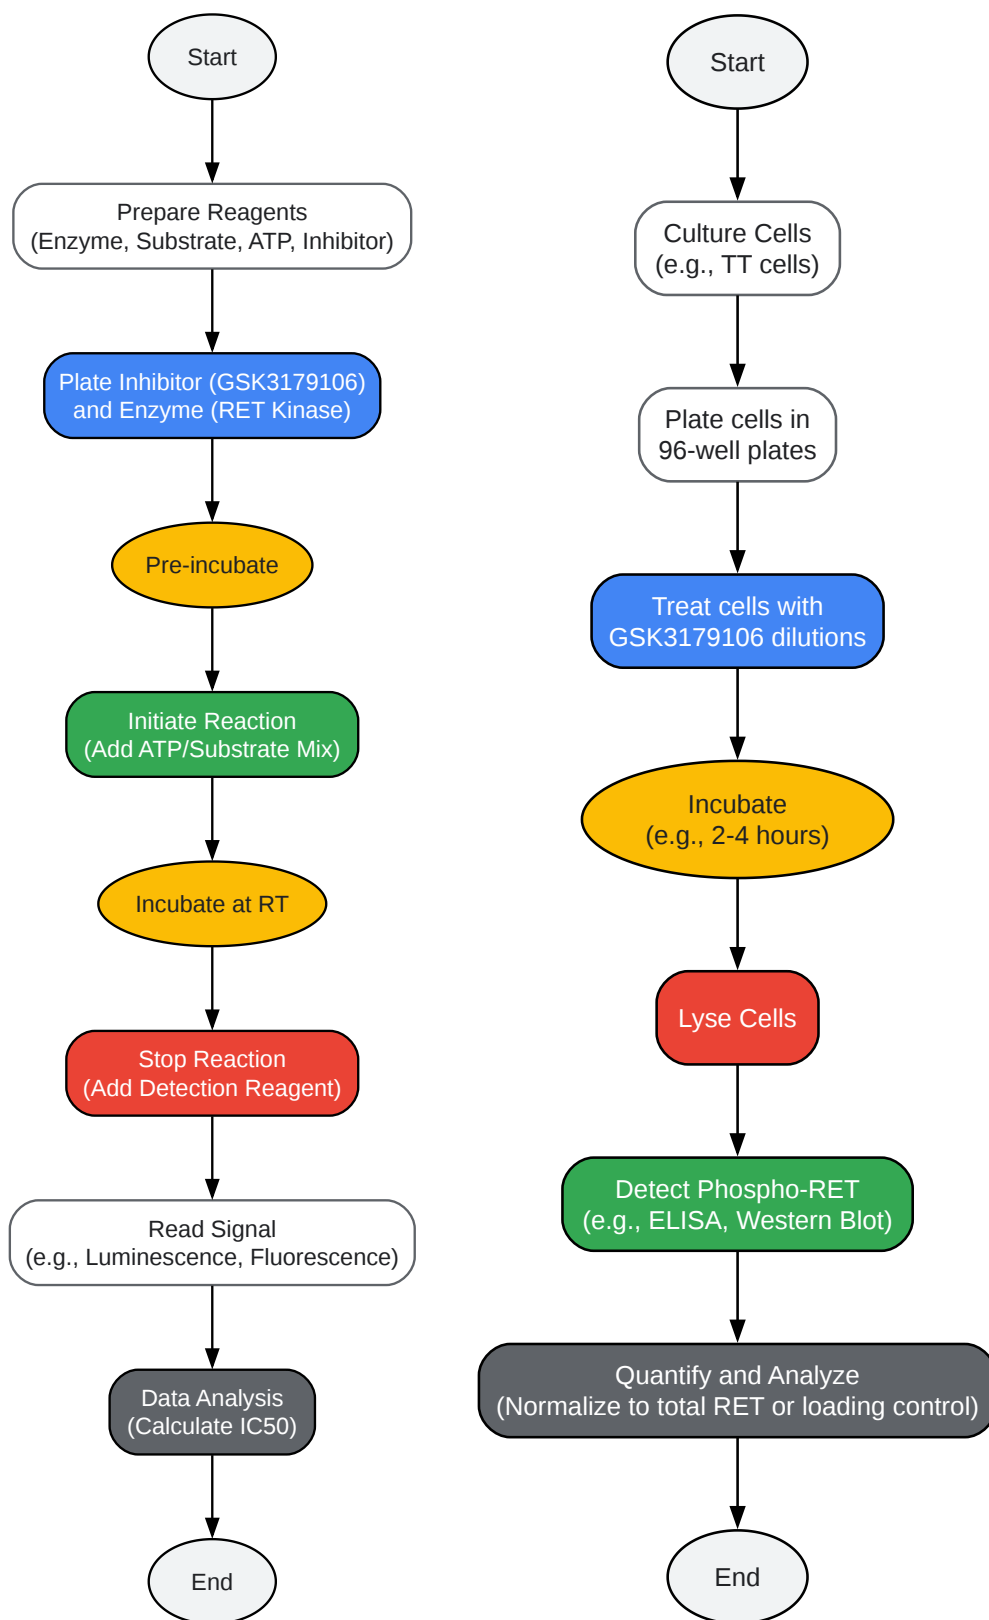 Start
Prepare Reagents
(Enzyme, Substrate, ATP, Inhibitor)
Plate Inhibitor (GSK3179106)
and Enzyme (RET Kinase)
Pre-incubate
Initiate Reaction
(Add ATP/Substrate Mix)
Incubate at RT
Stop Reaction
(Add Detection Reagent)
Read Signal
(e.g., Luminescence, Fluorescence)
Data Analysis
(Calculate IC50)
End
Start
Culture Cells
(e.g., TT cells)
Plate cells in
96-well plates
Treat cells with
GSK3179106 dilutions
Incubate
(e.g., 2-4 hours)
Lyse Cells
Detect Phospho-RET
(e.g., ELISA, Western Blot)
Quantify and Analyze
(Normalize to total RET or loading control)
End